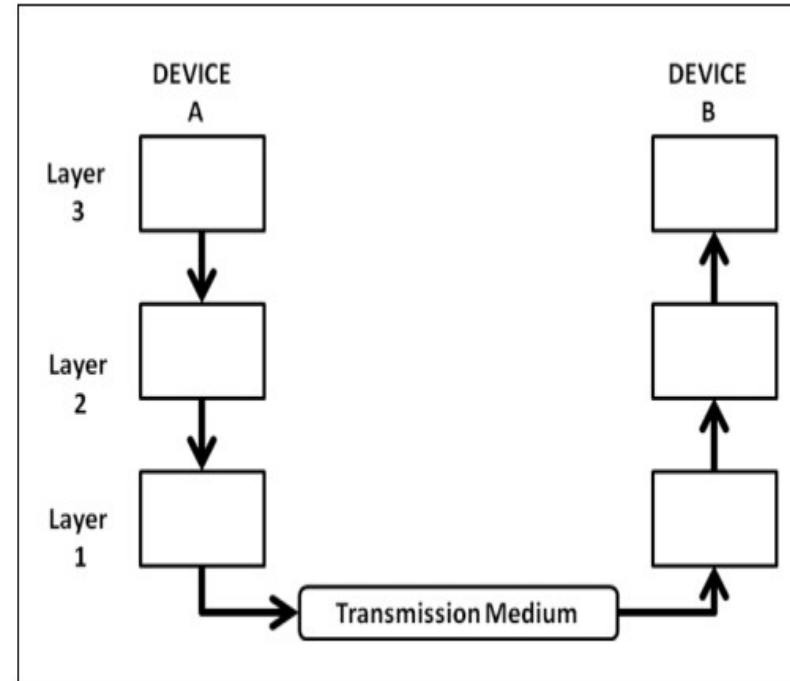 DEVICE
A
DEVICE
B
Layer
3
Layer
2
Layer
1
Transmission Medium